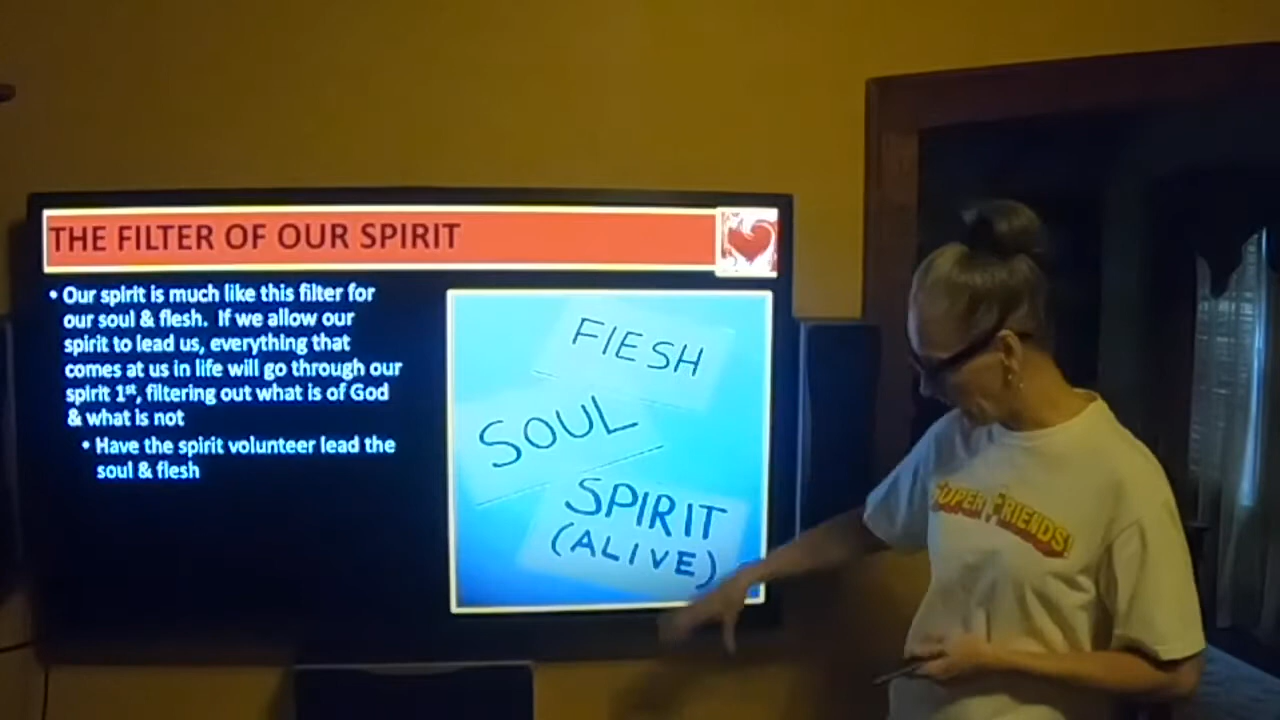 THE FILTER OF OUR SPIRIT
• Our spirit is much like this filter for
our soul & flesh. If we allow our
spirit to lead us, everything that
comes at us in life will go through our
spirit 1st, filtering out what is of God
& what is not
• Have the spirit volunteer lead the
soul & flesh
FlESH
SOUL
SPIRIT
(ALIVE)
SUPER FRIENDS!